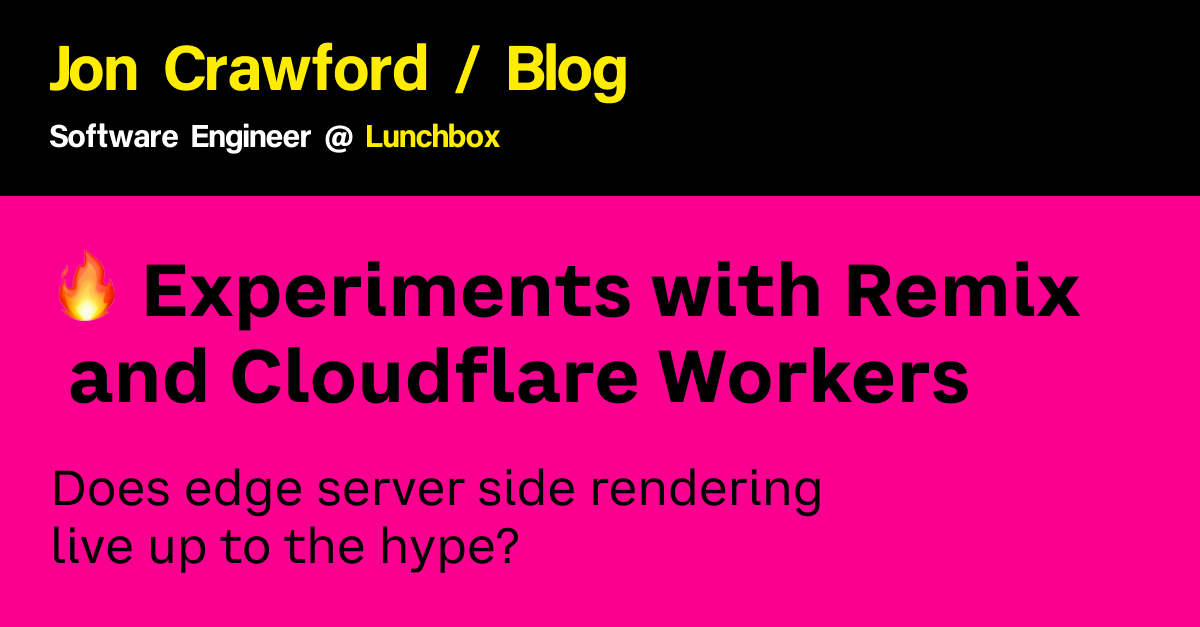 Jon Crawford / Blog
Software Engineer @ Lunchbox
🔥 Experiments with Remix
and Cloudflare Workers
Does edge server side rendering
live up to the hype?